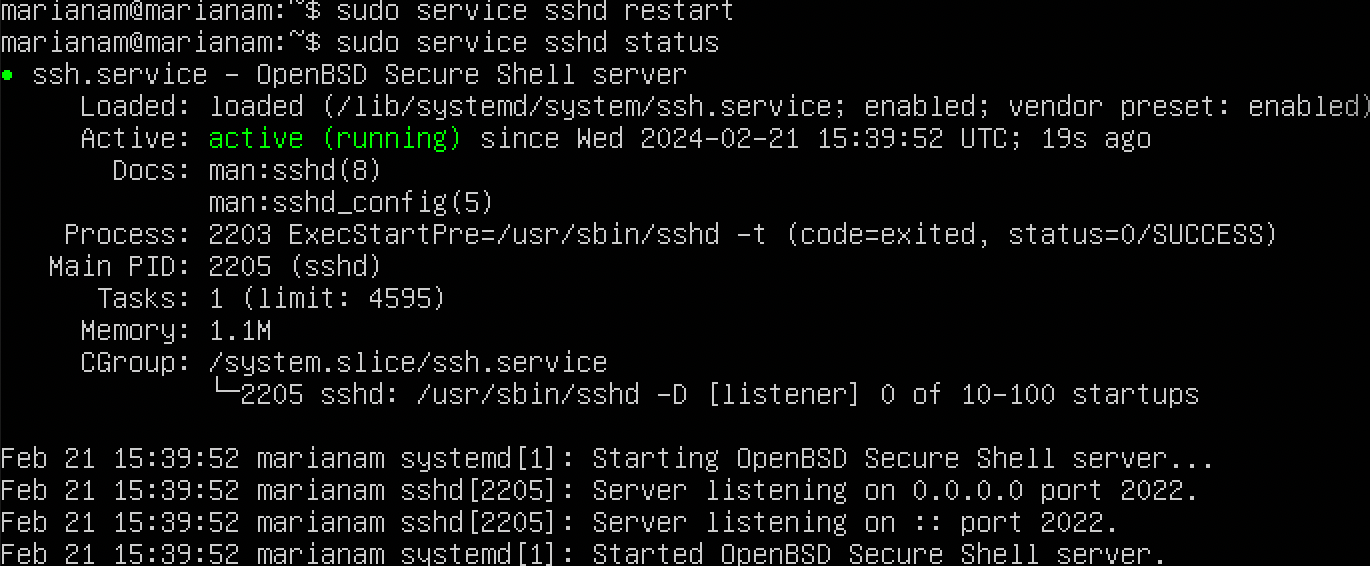 marianam@marianam:~$ sudo service sshd restart
marianam@marianam:~$ sudo service sshd status
● ssh.service - OpenBSD Secure Shell server
     Loaded: loaded (/lib/systemd/system/ssh.service; enabled; vendor preset: enabled)
     Active: active (running) since Wed 2024-02-21 15:39:52 UTC; 19s ago
       Docs: man:sshd(8)
             man:sshd_config(5)
    Process: 2203 ExecStartPre=/usr/sbin/sshd -t (code=exited, status=0/SUCCESS)
   Main PID: 2205 (sshd)
      Tasks: 1 (limit: 4595)
     Memory: 1.1M
     CGroup: /system.slice/ssh.service
             └─2205 sshd: /usr/sbin/sshd -D [listener] 0 of 10-100 startups

Feb 21 15:39:52 marianam systemd[1]: Starting OpenBSD Secure Shell server...
Feb 21 15:39:52 marianam sshd[2205]: Server listening on 0.0.0.0 port 2022.
Feb 21 15:39:52 marianam sshd[2205]: Server listening on :: port 2022.
Feb 21 15:39:52 marianam systemd[1]: Started OpenBSD Secure Shell server.